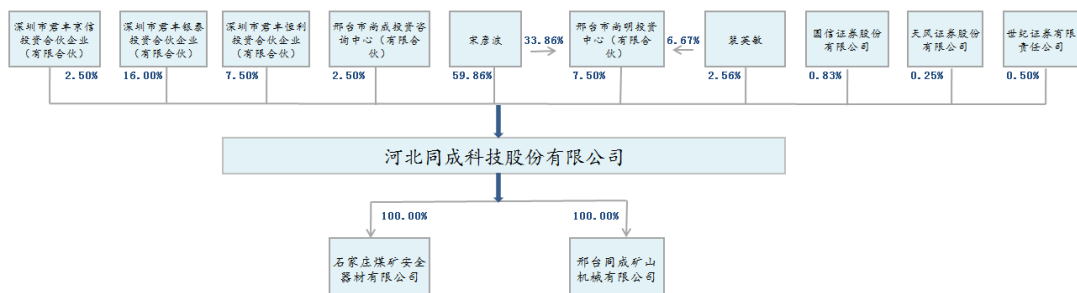 深圳市君丰京信
投资合伙企业
（有限合伙）
深圳市君丰银泰
投资合伙企业
（有限合伙）
深圳市君丰恒利
投资合伙企业
（有限合伙）
邢台市尚成投资咨
询中心（有限合
伙）
宋彦波
33.86%
邢台市尚明投资
中心（有限合
伙）
6.67%
裴英敏
国信证券股份
有限公司
天风证券股份
有限公司
世纪证券有限
责任公司
2.50%
16.00%
7.50%
2.50%
59.86%
7.50%
2.56%
0.83%
0.25%
0.50%
河北同成科技股份有限公司
100.00%
100.00%
石家庄煤矿安全
器材有限公司
邢台同成矿山
机械有限公司